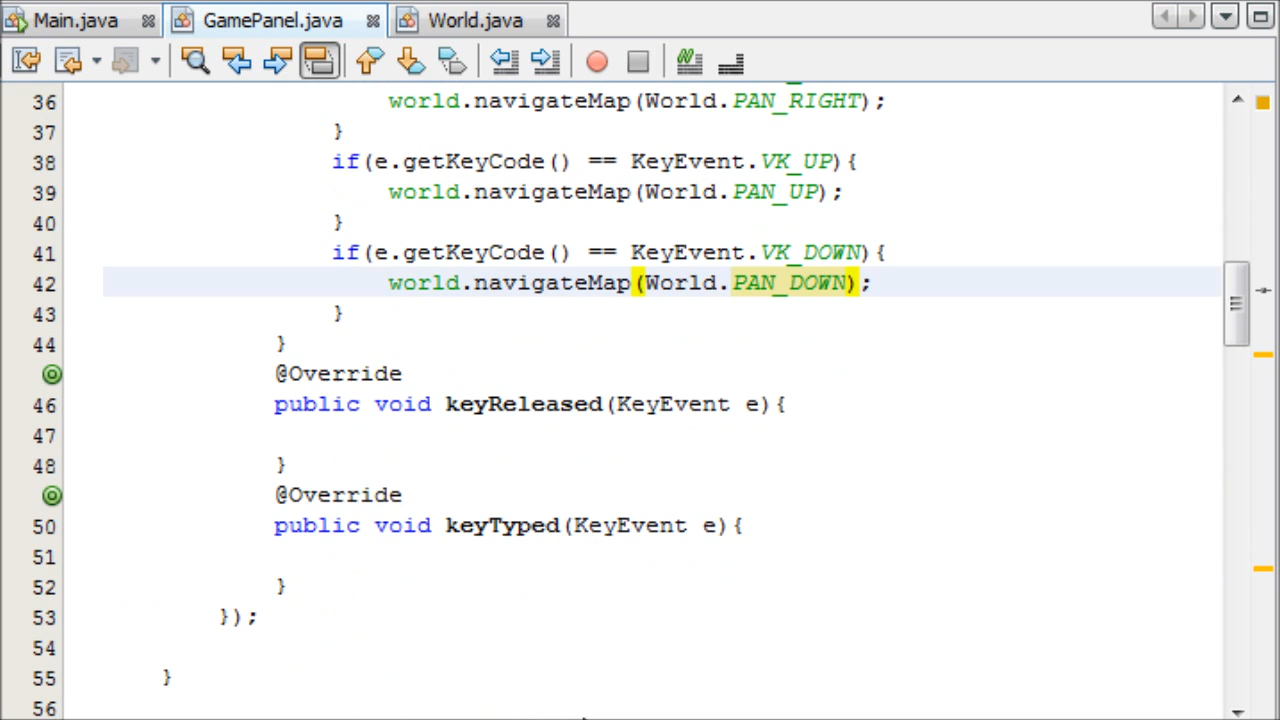 Main.java GamePanel.java World.java
36 world.navigateMap(World.PAN_RIGHT);
37 }
38 if(e.getKeyCode() == KeyEvent.VK_UP){
39 world.navigateMap(World.PAN_UP);
40 }
41 if(e.getKeyCode() == KeyEvent.VK_DOWN){
42 world.navigateMap(World.PAN_DOWN);
43 }
44 }
@Override
46 public void keyReleased(KeyEvent e){
47
48 }
@Override
50 public void keyTyped(KeyEvent e){
51
52 }
53 });
54
55 }
56